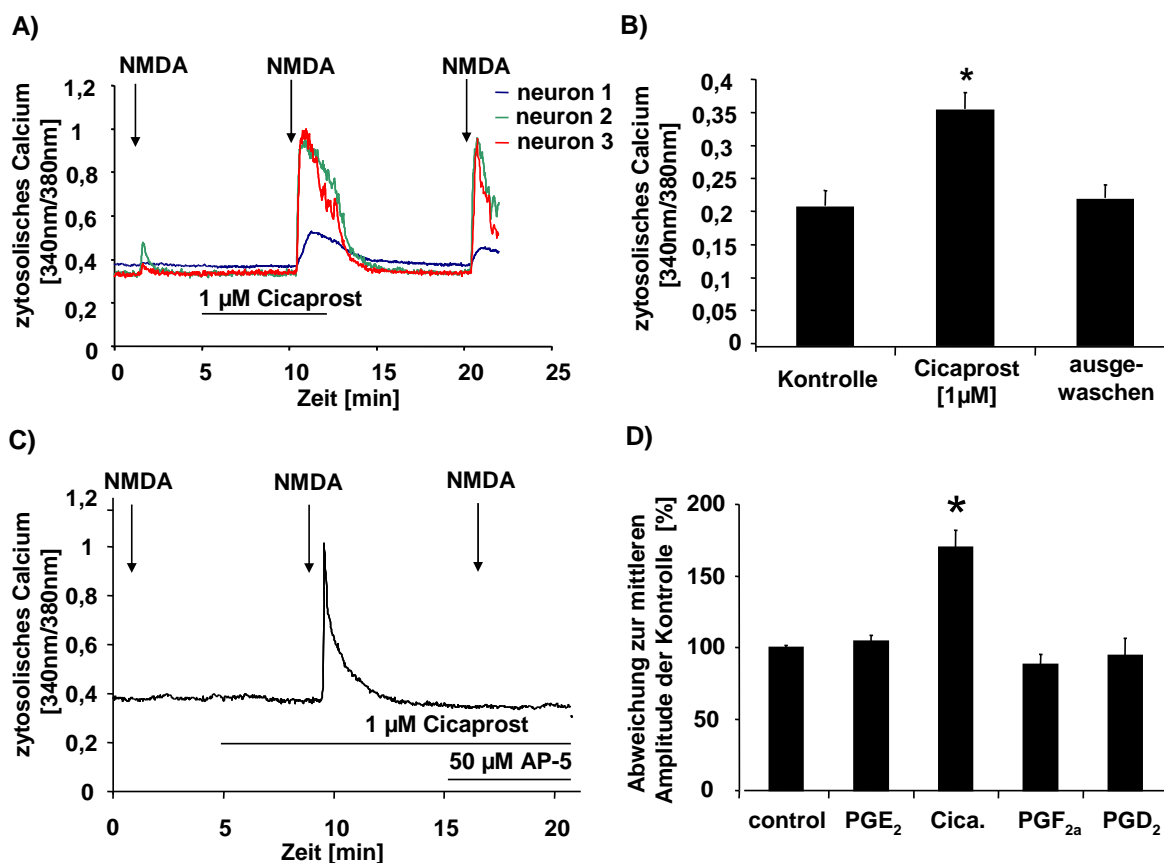 A)
NMDA
NMDA
NMDA
neuron 1
neuron 2
neuron 3
zytosolisches Calcium
[340nm/380nm]
1,2
1
0,8
0,6
0,4
0,2
0
1 µM Cicaprost
0
5
10
15
20
25
Zeit [min]
B)
zytosolisches Calcium
[340nm/380nm]
0,4
0,35
0,3
0,25
0,2
0,15
0,1
0,05
0
*
Kontrolle
Cicaprost
[1µM]
ausge-
waschen
C)
NMDA
NMDA
NMDA
zytosolisches Calcium
[340nm/380nm]
1,2
1
0,8
0,6
0,4
0,2
0
1 µM Cicaprost
50 µM AP-5
0
5
10
15
20
Zeit [min]
D)
Abweichung zur mittleren
Amplitude der Kontrolle [%]
200
150
100
50
0
*
control
PGE2
Cica.
PGF2a
PGD2